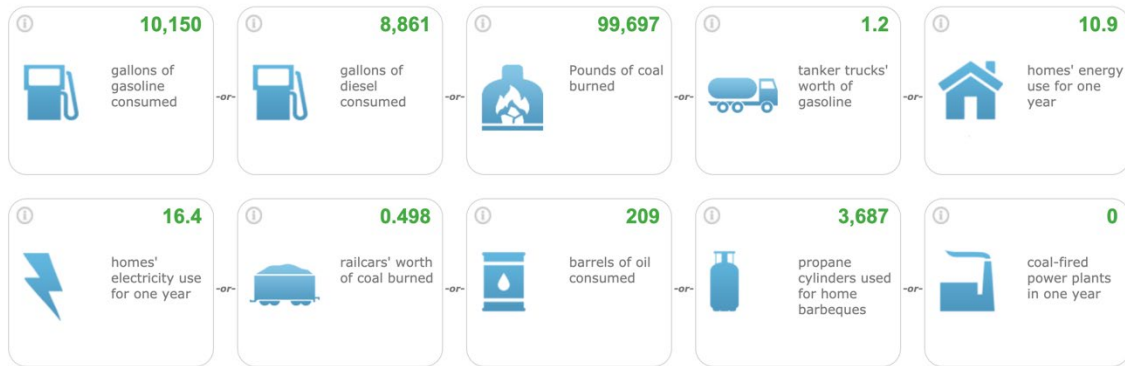 10,150
gallons of
gasoline
consumed
-or-
8,861
gallons of
diesel
consumed
-or-
99,697
Pounds of coal
burned
-or-
1.2
tanker trucks'
worth of
gasoline
-or-
10.9
homes' energy
use for one
year
16.4
homes'
electricity use
for one year
-or-
0.498
railcars' worth
of coal burned
-or-
209
barrels of oil
consumed
-or-
3,687
propane
cylinders used
for home
barbeques
-or-
0
coal-fired
power plants
in one year